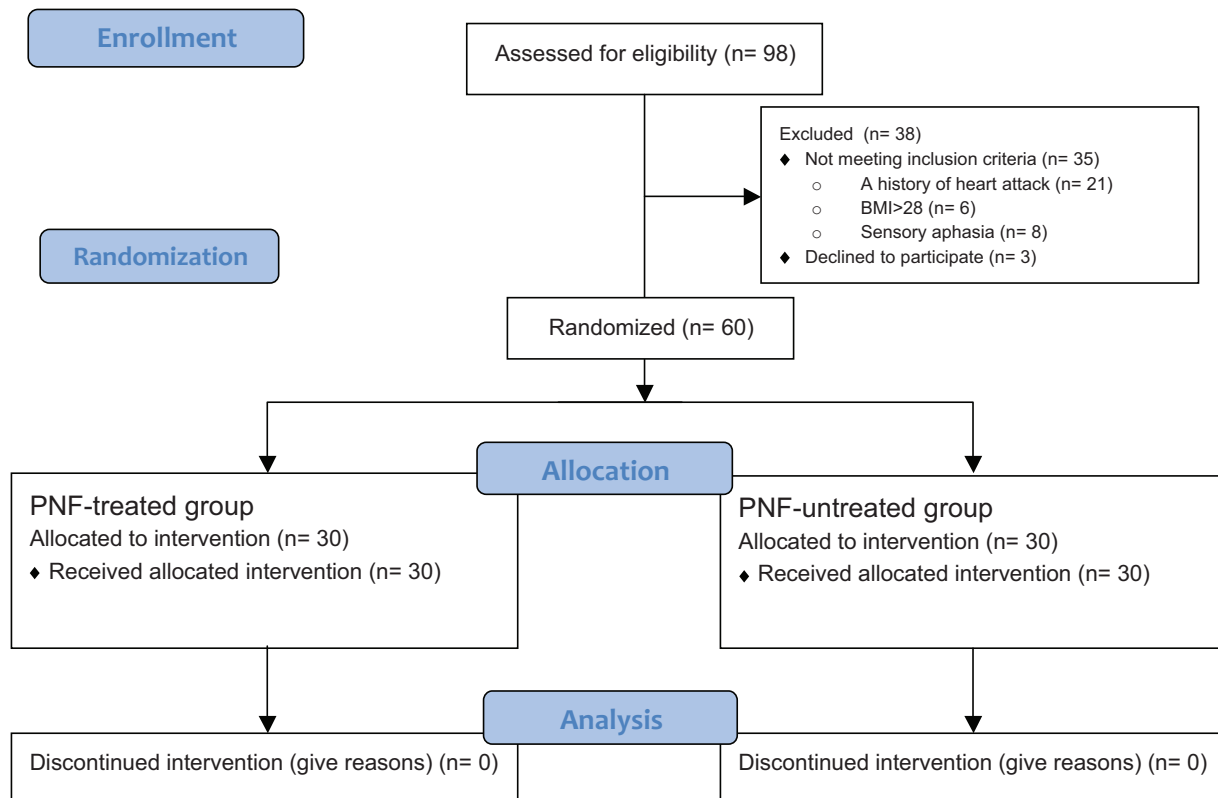 Enrollment
Assessed for eligibility (n= 98)
Excluded (n= 38)
♦ Not meeting inclusion criteria (n= 35)
○ A history of heart attack (n= 21)
○ BMI>28 (n= 6)
○ Sensory aphasia (n= 8)
♦ Declined to participate (n= 3)
Randomization
Randomized (n= 60)
Allocation
PNF-treated group
Allocated to intervention (n= 30)
♦ Received allocated intervention (n= 30)
PNF-untreated group
Allocated to intervention (n= 30)
♦ Received allocated intervention (n= 30)
Analysis
Discontinued intervention (give reasons) (n= 0)
Discontinued intervention (give reasons) (n= 0)